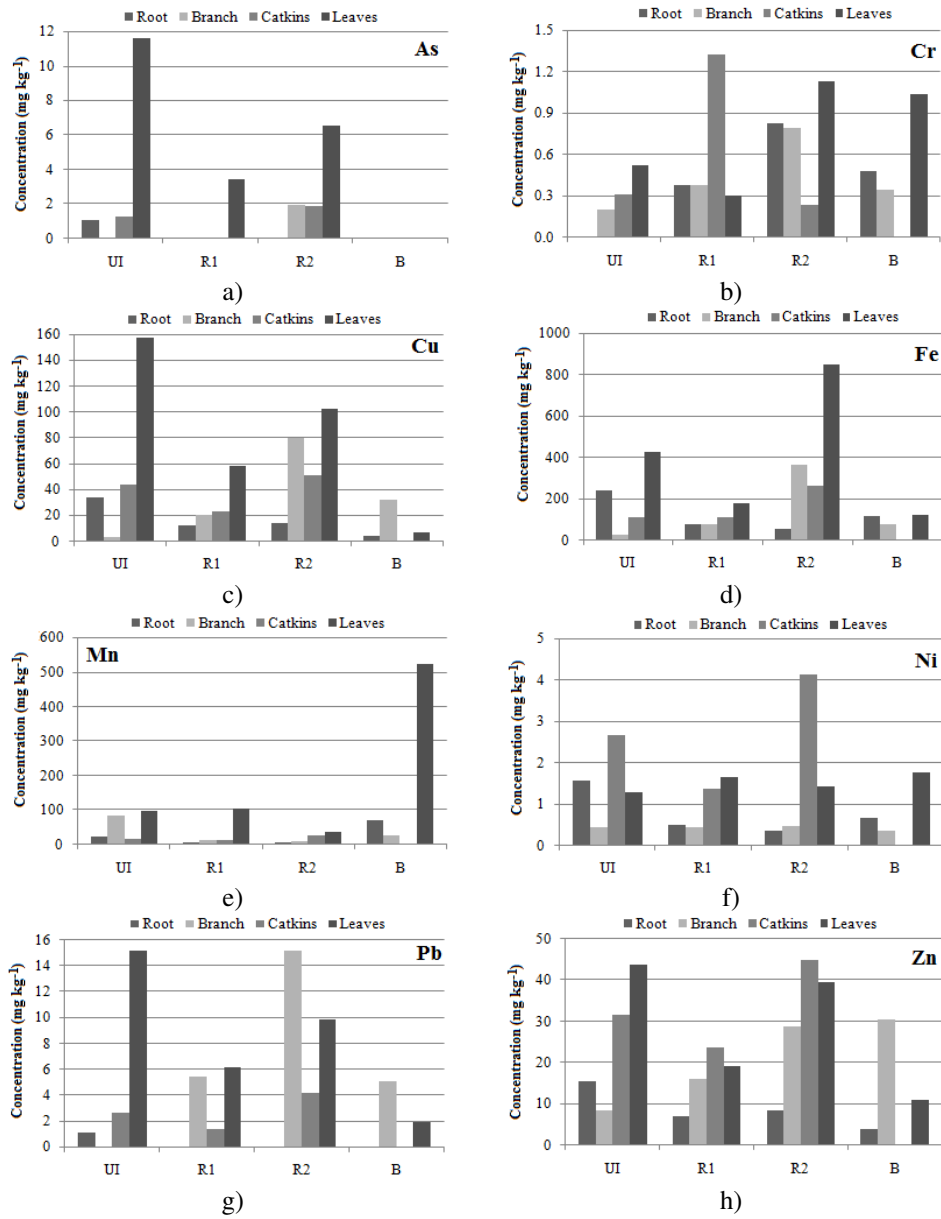 Root Branch Catkins Leaves
As
Concentration (mg kg-1)
12
10
8
6
4
2
0
UI R1 R2 B
a)
Root Branch Catkins Leaves
Cr
Concentration (mg kg-1)
1.5
1.2
0.9
0.6
0.3
0.0
UI R1 R2 B
b)
Root Branch Catkins Leaves
Cu
Concentration (mg kg-1)
160
140
120
100
80
60
40
20
0
UI R1 R2 B
c)
Root Branch Catkins Leaves
Fe
Concentration (mg kg-1)
1000
800
600
400
200
0
UI R1 R2 B
d)
Root Branch Catkins Leaves
Mn
Concentration (mg kg-1)
600
500
400
300
200
100
0
UI R1 R2 B
e)
Root Branch Catkins Leaves
Ni
Concentration (mg kg-1)
5
4
3
2
1
0
UI R1 R2 B
f)
Root Branch Catkins Leaves
Pb
Concentration (mg kg-1)
16
14
12
10
8
6
4
2
0
UI R1 R2 B
g)
Root Branch Catkins Leaves
Zn
Concentration (mg kg-1)
50
40
30
20
10
0
UI R1 R2 B
h)